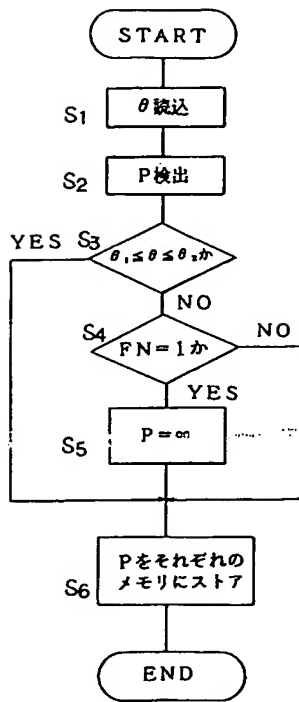 START
S1
θ読込
S2
P検出
S3
YES
θ₁≦θ≦θ₂か
NO
S4
FN=1か
NO
YES
S5
P=∞
S6
Pをそれぞれの
メモリにストア
END